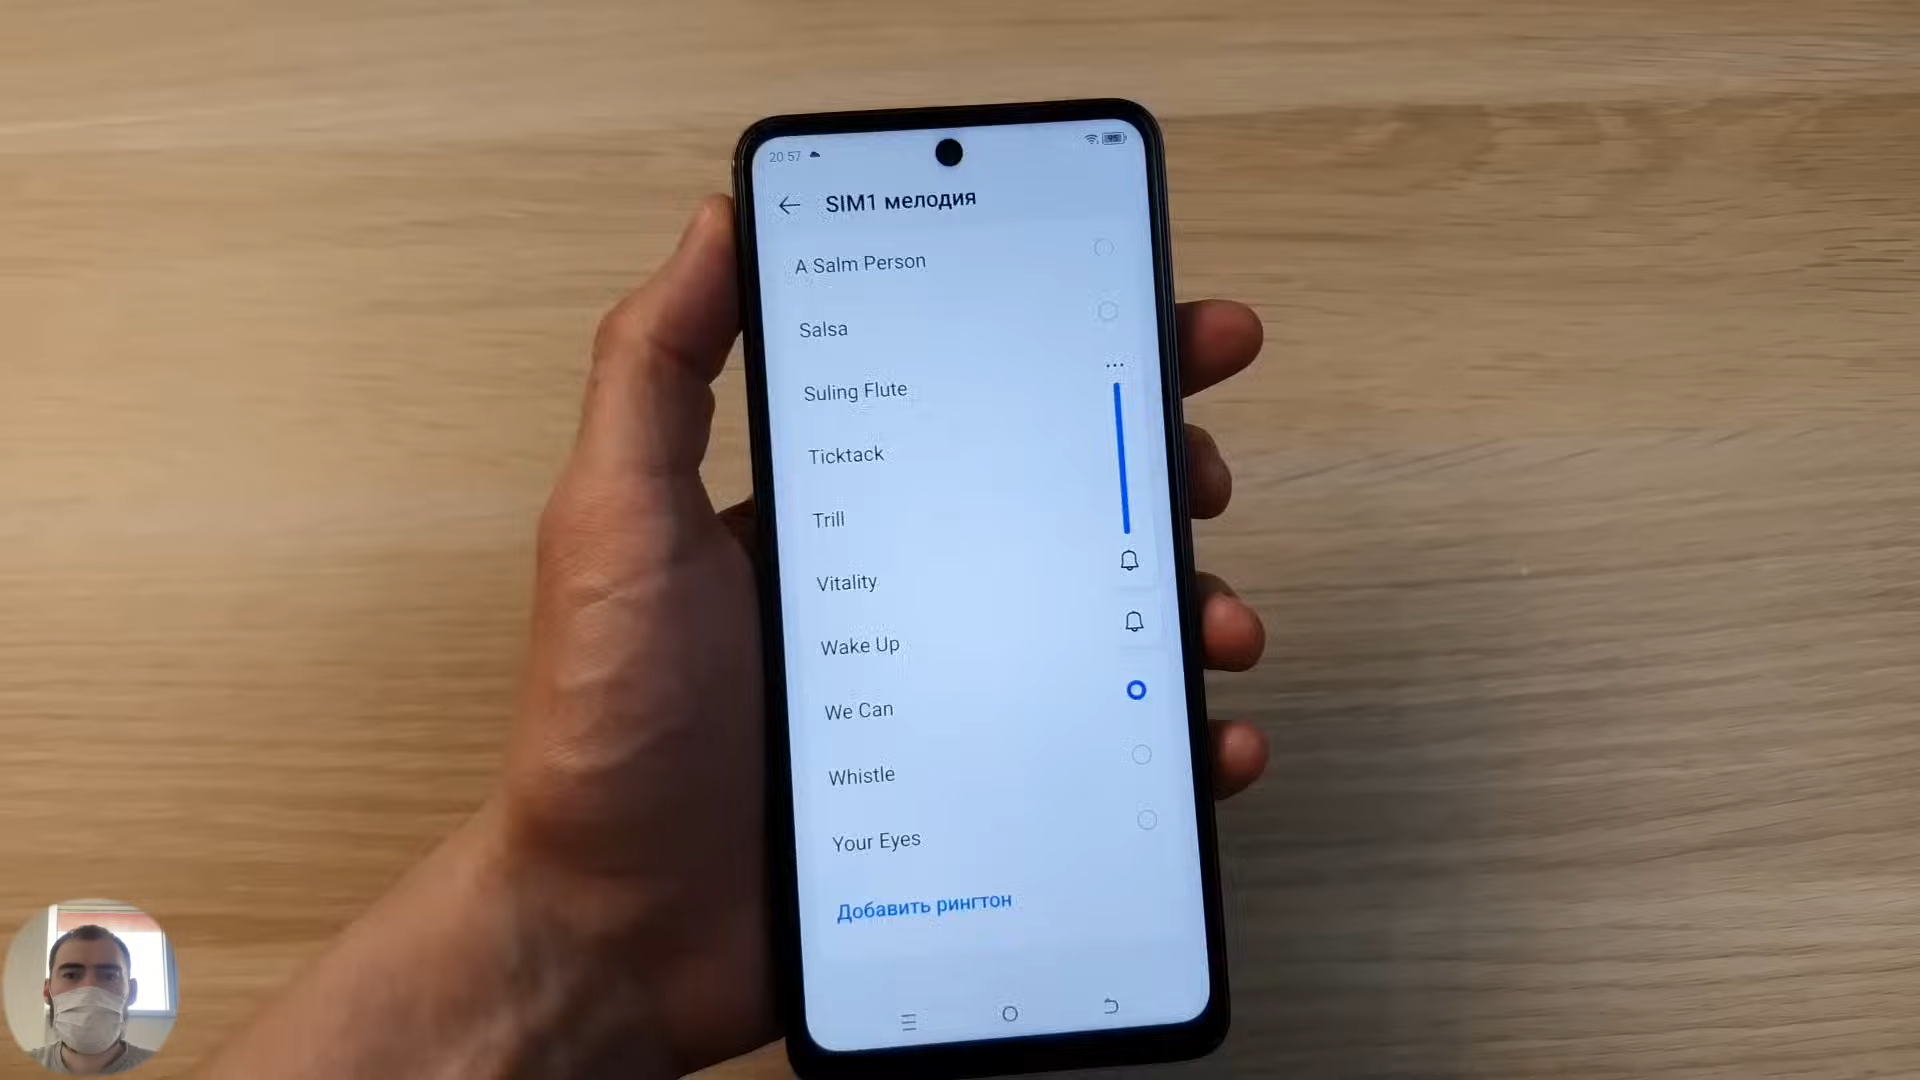 20:57
95
SIM1 мелодия
A Salm Person
Salsa
Suling Flute
Ticktack
Trill
Vitality
Wake Up
We Can
Whistle
Your Eyes
Добавить рингтон